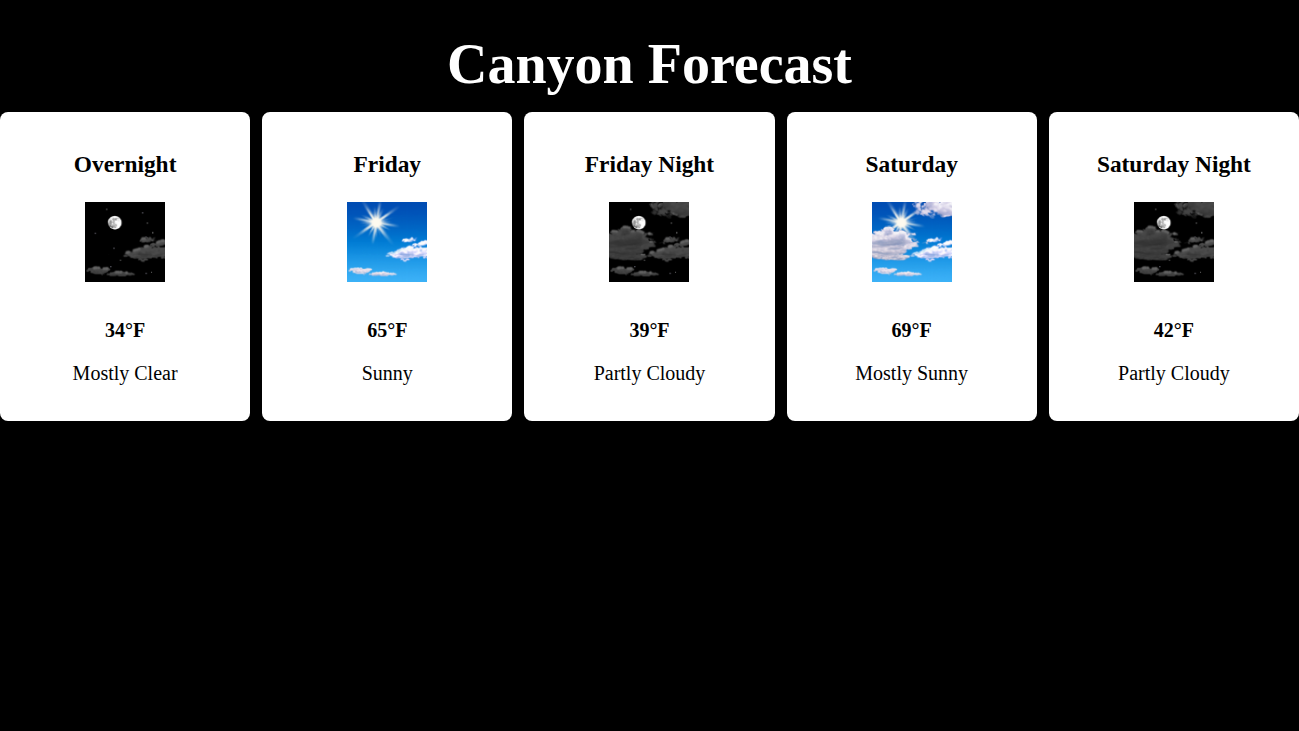 Canyon Forecast
Overnight
34°F
Mostly Clear
Friday
65°F
Sunny
Friday Night
39°F
Partly Cloudy
Saturday
69°F
Mostly Sunny
Saturday Night
42°F
Partly Cloudy